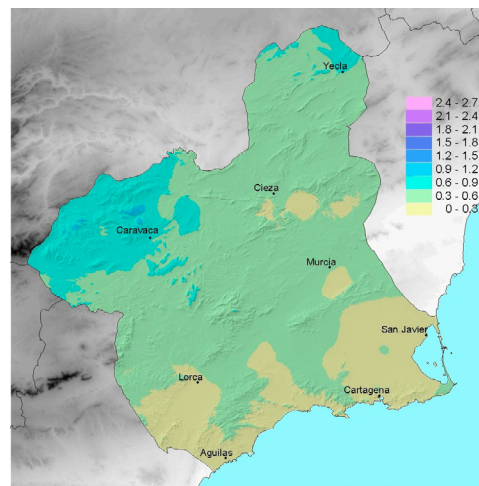 Yecla
2.4 - 2.7
2.1 - 2.4
1.8 - 2.1
1.5 - 1.8
1.2 - 1.5
0.9 - 1.2
0.6 - 0.9
0.3 - 0.6
0 - 0.3
Cieza
Caravaca
Murcia
San Javier
Lorca
Cartagena
Aguilas